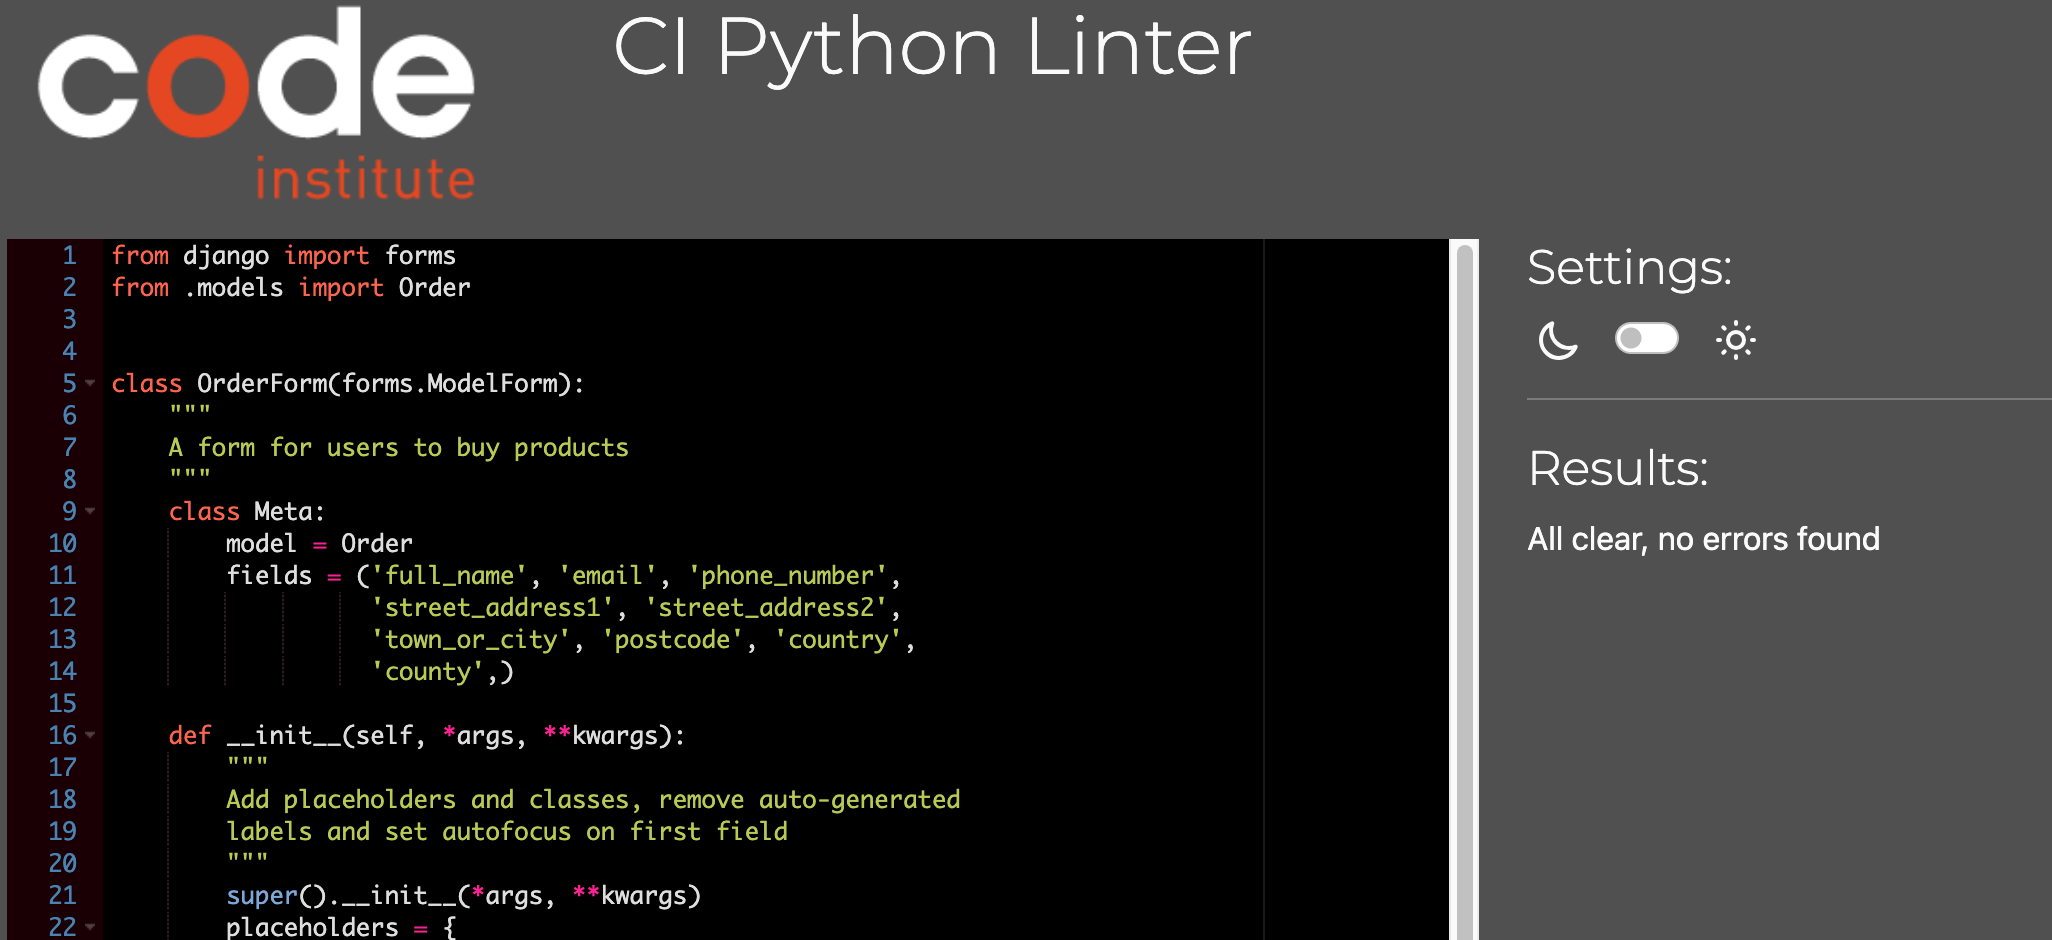 code
institute
CI Python Linter
1 from django import forms
2 from .models import Order
3
4
5 class OrderForm(forms.ModelForm):
6     """
7     A form for users to buy products
8     """
9     class Meta:
10         model = Order
11         fields = ('full_name', 'email', 'phone_number',
12                   'street_address1', 'street_address2',
13                   'town_or_city', 'postcode', 'country',
14                   'county',)
15
16     def __init__(self, *args, **kwargs):
17         """
18         Add placeholders and classes, remove auto-generated
19         labels and set autofocus on first field
20         """
21         super().__init__(*args, **kwargs)
22         placeholders = {
Settings:
Results:
All clear, no errors found